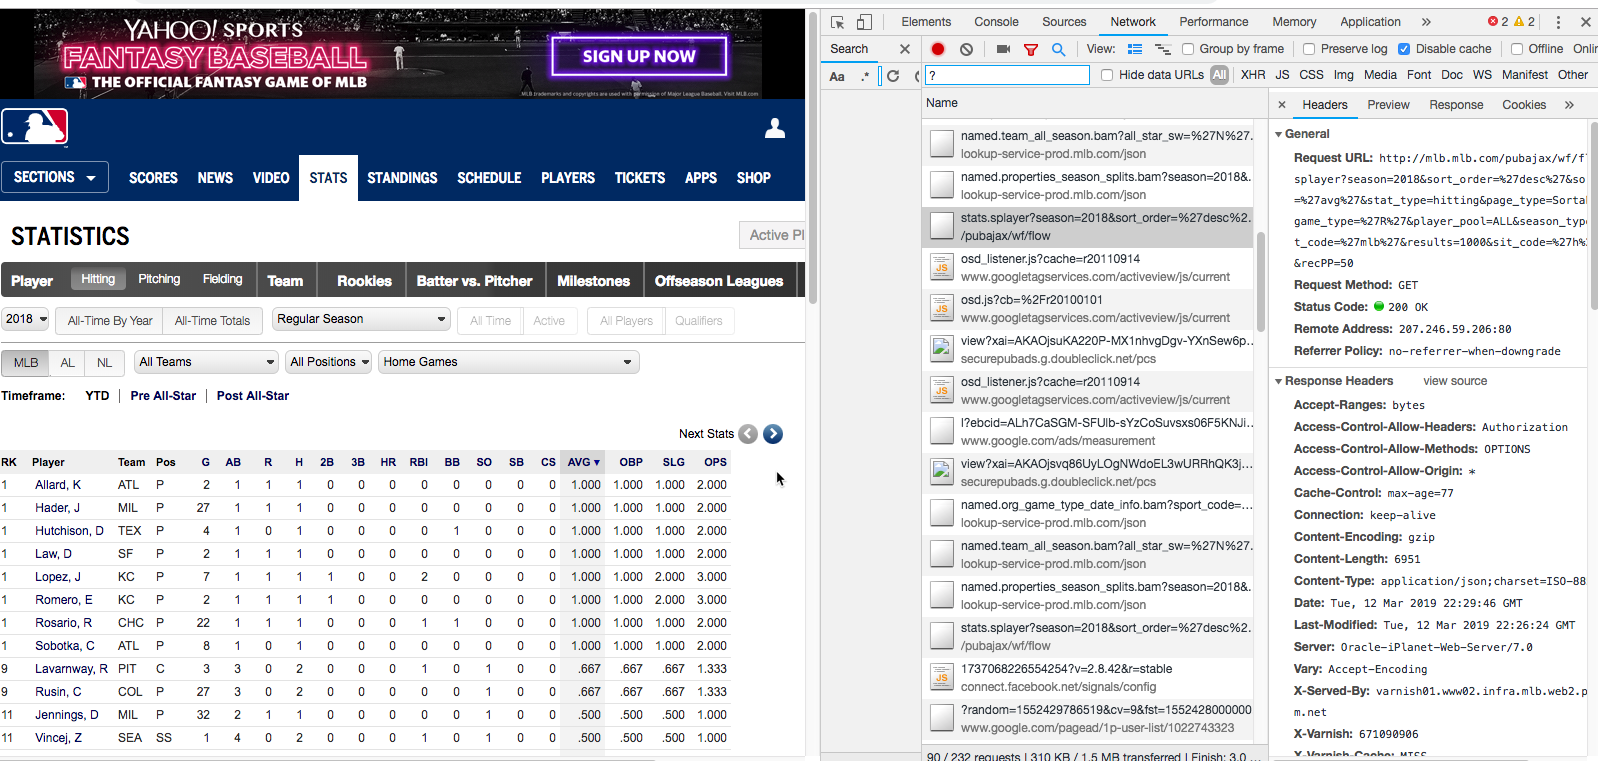 YAHOO! SPORTS
FANTASY BASEBALL
THE OFFICIAL FANTASY GAME OF MLB
SIGN UP NOW
MLB trademarks and copyrights are used with permission of Major League Baseball. Visit MLB.com
SECTIONS SCORES NEWS VIDEO STATS STANDINGS SCHEDULE PLAYERS TICKETS APPS SHOP
STATISTICS
Active Pl
Player Hitting Pitching Fielding Team Rookies Batter vs. Pitcher Milestones Offseason Leagues
2018 All-Time By Year All-Time Totals Regular Season All Time Active All Players Qualifiers
MLB AL NL All Teams All Positions Home Games
Timeframe: YTD | Pre All-Star | Post All-Star
Next Stats
RK Player Team Pos G AB R H 2B 3B HR RBI BB SO SB CS AVG▼ OBP SLG OPS
1 Allard, K ATL P 2 1 1 1 0 0 0 0 0 0 0 0 1.000 1.000 1.000 2.000
1 Hader, J MIL P 27 1 1 1 0 0 0 0 0 0 0 0 1.000 1.000 1.000 2.000
1 Hutchison, D TEX P 4 1 0 1 0 0 0 0 1 0 0 0 1.000 1.000 1.000 2.000
1 Law, D SF P 2 1 1 1 0 0 0 0 0 0 0 0 1.000 1.000 1.000 2.000
1 Lopez, J KC P 7 1 1 1 1 0 0 2 0 0 0 0 1.000 1.000 2.000 3.000
1 Romero, E KC P 2 1 1 1 1 0 0 0 0 0 0 0 1.000 1.000 2.000 3.000
1 Rosario, R CHC P 22 1 1 1 0 0 0 1 1 0 0 0 1.000 1.000 1.000 2.000
1 Sobotka, C ATL P 8 1 0 1 0 0 0 0 0 0 0 0 1.000 1.000 1.000 2.000
9 Lavarnway, R PIT C 3 3 0 2 0 0 0 1 0 1 0 0 .667 .667 .667 1.333
9 Rusin, C COL P 27 3 0 2 0 0 0 0 0 1 0 0 .667 .667 .667 1.333
11 Jennings, D MIL P 32 2 1 1 0 0 0 0 0 1 0 0 .500 .500 .500 1.000
11 Vincej, Z SEA SS 1 4 0 2 0 0 0 1 0 1 0 0 .500 .500 .500 1.000
Elements Console Sources Network Performance Memory Application » 2 2
Search
Aa .*
View: Group by frame Preserve log Disable cache Offline Onlin
? Hide data URLs All XHR JS CSS Img Media Font Doc WS Manifest Other
Name
named.team_all_season.bam?all_star_sw=%27N%27.
lookup-service-prod.mlb.com/json
named.properties_season_splits.bam?season=2018&.
lookup-service-prod.mlb.com/json
stats.splayer?season=2018&sort_order=%27desc%2.
/pubajax/wf/flow
osd_listener.js?cache=r20110914
www.googletagservices.com/activeview/js/current
osd.js?cb=%2Fr20100101
www.googletagservices.com/activeview/js/current
view?xai=AKAOjsuKA220P-MX1nhvgDgv-YXnSew6p...
securepubads.g.doubleclick.net/pcs
osd_listener.js?cache=r20110914
www.googletagservices.com/activeview/js/current
l?ebcid=ALh7CaSGM-SFUlb-sYzCoSuvsxs06F5KNJi...
www.google.com/ads/measurement
view?xai=AKAOjsvq86UyLOgNWdoEL3wURRhQK3j...
securepubads.g.doubleclick.net/pcs
named.org_game_type_date_info.bam?sport_code=...
lookup-service-prod.mlb.com/json
named.team_all_season.bam?all_star_sw=%27N%27.
lookup-service-prod.mlb.com/json
named.properties_season_splits.bam?season=2018&.
lookup-service-prod.mlb.com/json
stats.splayer?season=2018&sort_order=%27desc%2.
/pubajax/wf/flow
1737068226554254?v=2.8.42&r=stable
connect.facebook.net/signals/config
?random=1552429786519&cv=9&fst=1552428000000
www.google.com/pagead/1p-user-list/1022743323
90 / 232 requests | 310 KB / 1.5 MB transferred | Finish: 3.0 ...
Headers Preview Response Cookies »
General
Request URL: http://mlb.mlb.com/pubajax/wf/fl
splayer?season=2018&sort_order=%27desc%27&so
=%27avg%27&stat_type=hitting&page_type=Sortab
game_type=%27R%27&player_pool=ALL&season_typ
t_code=%27mlb%27&results=1000&sit_code=%27h%
&recPP=50
Request Method: GET
Status Code: 200 OK
Remote Address: 207.246.59.206:80
Referrer Policy: no-referrer-when-downgrade
Response Headers view source
Accept-Ranges: bytes
Access-Control-Allow-Headers: Authorization
Access-Control-Allow-Methods: OPTIONS
Access-Control-Allow-Origin: *
Cache-Control: max-age=77
Connection: keep-alive
Content-Encoding: gzip
Content-Length: 6951
Content-Type: application/json;charset=ISO-88
Date: Tue, 12 Mar 2019 22:29:46 GMT
Last-Modified: Tue, 12 Mar 2019 22:26:24 GMT
Server: Oracle-iPlanet-Web-Server/7.0
Vary: Accept-Encoding
X-Served-By: varnish01.www02.infra.mlb.web2.p
m.net
X-Varnish: 671090906
X-Varnish-Cache: MISS